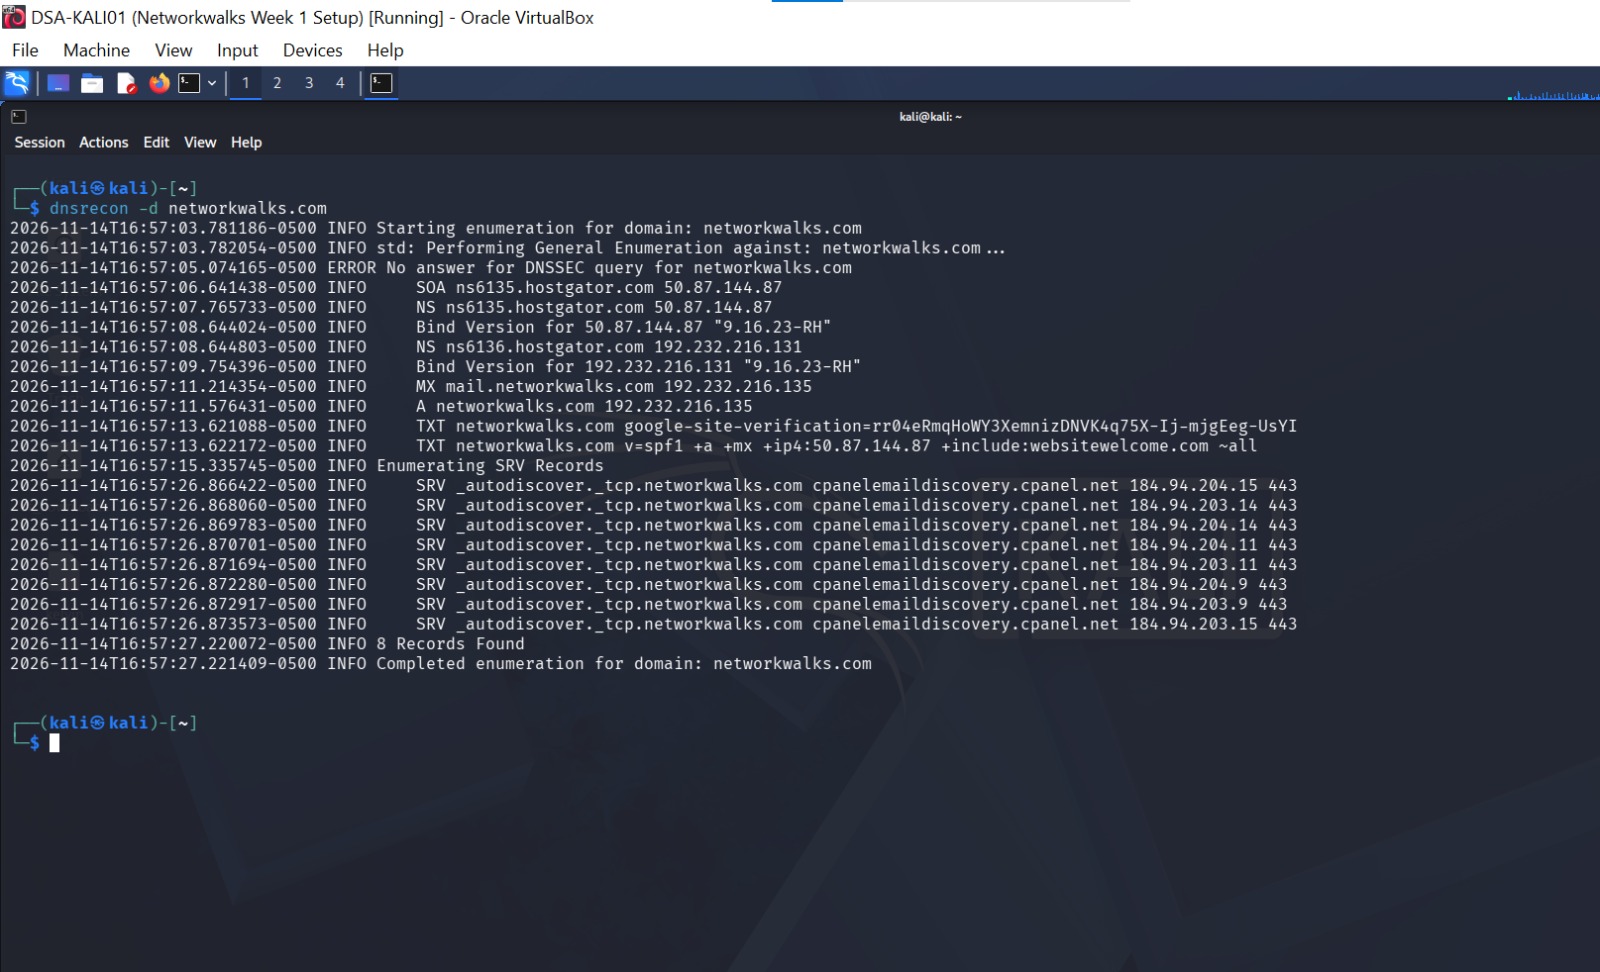 DSA-KALI01 (Networkwalks Week 1 Setup) [Running] - Oracle VirtualBox
File Machine View Input Devices Help
1 2 3 4
kali@kali: ~
Session Actions Edit View Help
┌──(kali㉿kali)-[~]
└─$ dnsrecon -d networkwalks.com
2026-11-14T16:57:03.781186-0500 INFO Starting enumeration for domain: networkwalks.com
2026-11-14T16:57:03.782054-0500 INFO std: Performing General Enumeration against: networkwalks.com...
2026-11-14T16:57:05.074165-0500 ERROR No answer for DNSSEC query for networkwalks.com
2026-11-14T16:57:06.641438-0500 INFO SOA ns6135.hostgator.com 50.87.144.87
2026-11-14T16:57:07.765733-0500 INFO NS ns6135.hostgator.com 50.87.144.87
2026-11-14T16:57:08.644024-0500 INFO Bind Version for 50.87.144.87 "9.16.23-RH"
2026-11-14T16:57:08.644803-0500 INFO NS ns6136.hostgator.com 192.232.216.131
2026-11-14T16:57:09.754396-0500 INFO Bind Version for 192.232.216.131 "9.16.23-RH"
2026-11-14T16:57:11.214354-0500 INFO MX mail.networkwalks.com 192.232.216.135
2026-11-14T16:57:11.576431-0500 INFO A networkwalks.com 192.232.216.135
2026-11-14T16:57:13.621088-0500 INFO TXT networkwalks.com google-site-verification=rr04eRmqHoWY3XemnizDNVK4q75X-Ij-mjgEeg-UsYI
2026-11-14T16:57:13.622172-0500 INFO TXT networkwalks.com v=spf1 +a +mx +ip4:50.87.144.87 +include:websitewelcome.com ~all
2026-11-14T16:57:15.335745-0500 INFO Enumerating SRV Records
2026-11-14T16:57:26.866422-0500 INFO SRV _autodiscover._tcp.networkwalks.com cpanelemaildiscovery.cpanel.net 184.94.204.15 443
2026-11-14T16:57:26.868060-0500 INFO SRV _autodiscover._tcp.networkwalks.com cpanelemaildiscovery.cpanel.net 184.94.203.14 443
2026-11-14T16:57:26.869783-0500 INFO SRV _autodiscover._tcp.networkwalks.com cpanelemaildiscovery.cpanel.net 184.94.204.14 443
2026-11-14T16:57:26.870701-0500 INFO SRV _autodiscover._tcp.networkwalks.com cpanelemaildiscovery.cpanel.net 184.94.204.11 443
2026-11-14T16:57:26.871694-0500 INFO SRV _autodiscover._tcp.networkwalks.com cpanelemaildiscovery.cpanel.net 184.94.203.11 443
2026-11-14T16:57:26.872280-0500 INFO SRV _autodiscover._tcp.networkwalks.com cpanelemaildiscovery.cpanel.net 184.94.204.9 443
2026-11-14T16:57:26.872917-0500 INFO SRV _autodiscover._tcp.networkwalks.com cpanelemaildiscovery.cpanel.net 184.94.203.9 443
2026-11-14T16:57:26.873573-0500 INFO SRV _autodiscover._tcp.networkwalks.com cpanelemaildiscovery.cpanel.net 184.94.203.15 443
2026-11-14T16:57:27.220072-0500 INFO 8 Records Found
2026-11-14T16:57:27.221409-0500 INFO Completed enumeration for domain: networkwalks.com
┌──(kali㉿kali)-[~]
└─$